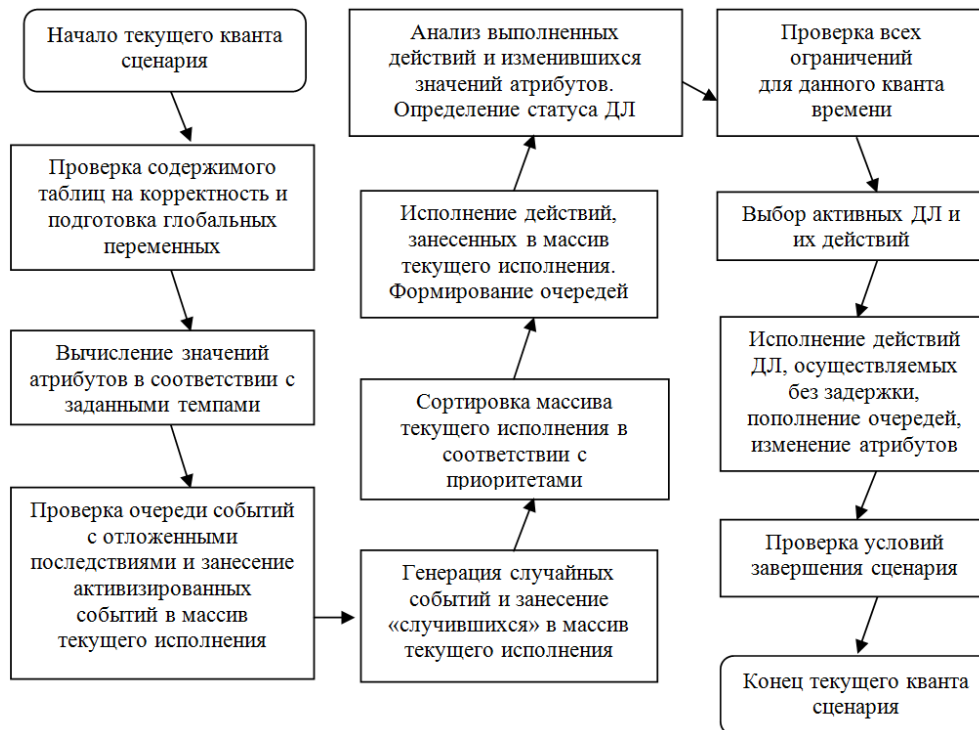 Начало текущего кванта
сценария
Проверка содержимого
таблиц на корректность и
подготовка глобальных
переменных
Вычисление значений
атрибутов в соответствии с
заданными темпами
Проверка очереди событий
с отложенными
последствиями и занесение
активизированных
событий в массив
текущего исполнения
Генерация случайных
событий и занесение
«случившихся» в массив
текущего исполнения
Сортировка массива
текущего исполнения в
соответствии с
приоритетами
Исполнение действий,
занесенных в массив
текущего исполнения.
Формирование очередей
Анализ выполненных
действий и изменившихся
значений атрибутов.
Определение статуса ДЛ
Проверка всех
ограничений
для данного кванта
времени
Выбор активных ДЛ и
их действий
Исполнение действий
ДЛ, осуществляемых
без задержки,
пополнение очередей,
изменение атрибутов
Проверка условий
завершения сценария
Конец текущего кванта
сценария